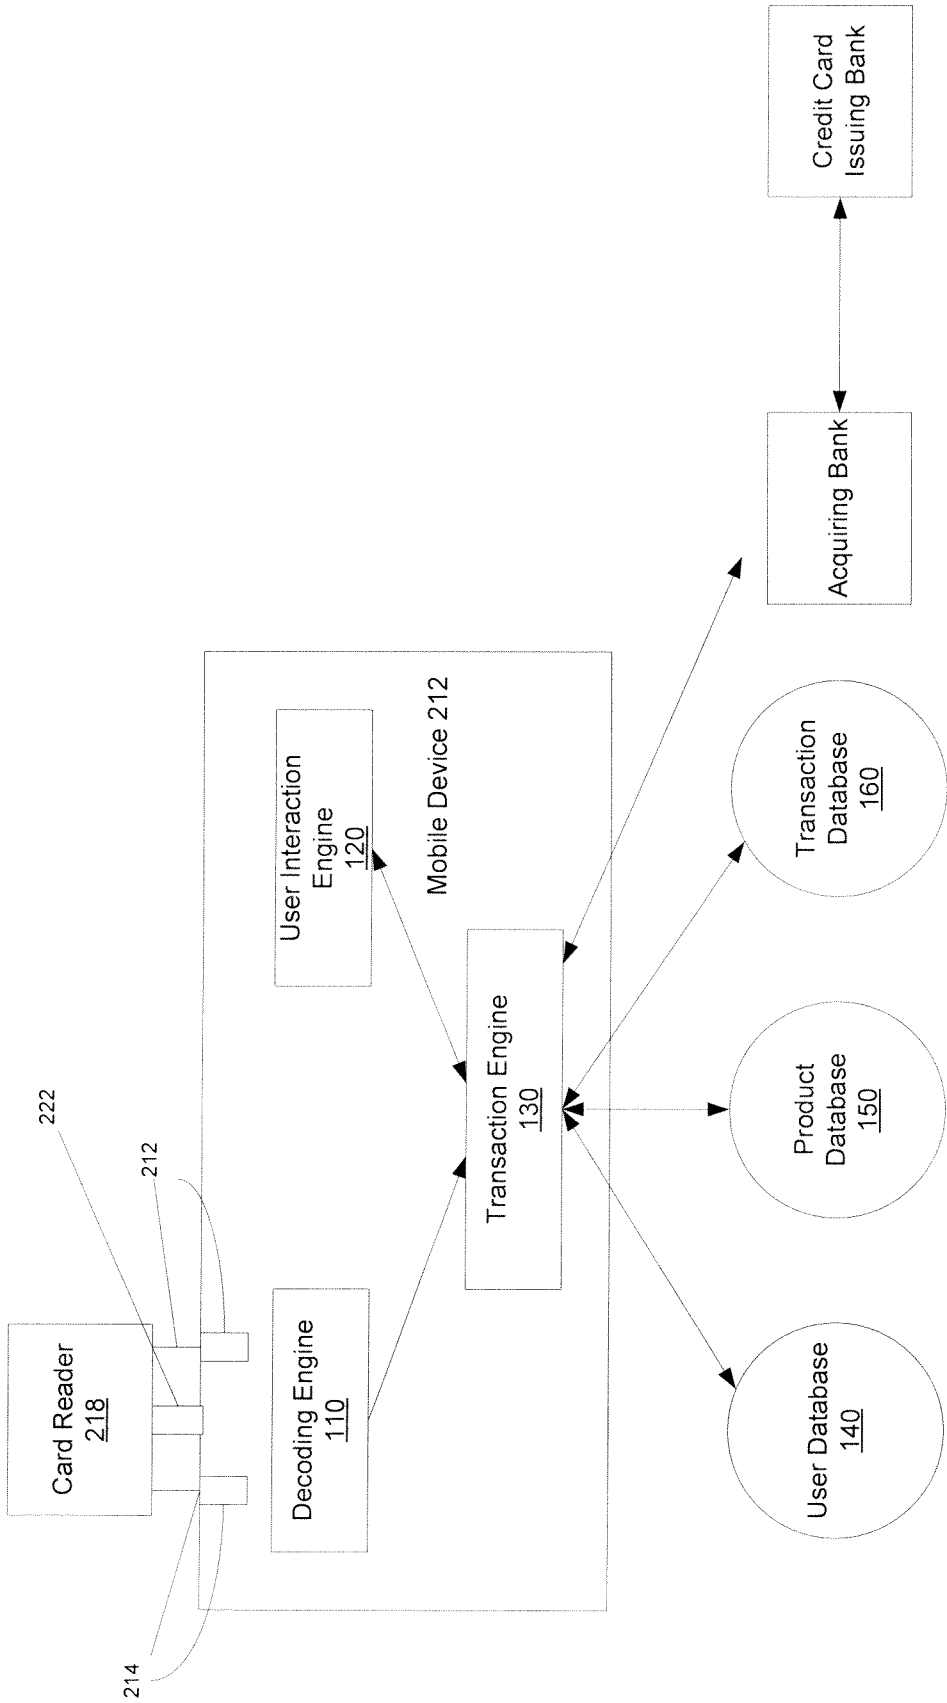 Card Reader
218
222
212
214
Decoding Engine
110
User Interaction
Engine
120
Mobile Device 212
Transaction Engine
130
User Database
140
Product
Database
150
Transaction
Database
160
Acquiring Bank
Credit Card
Issuing Bank